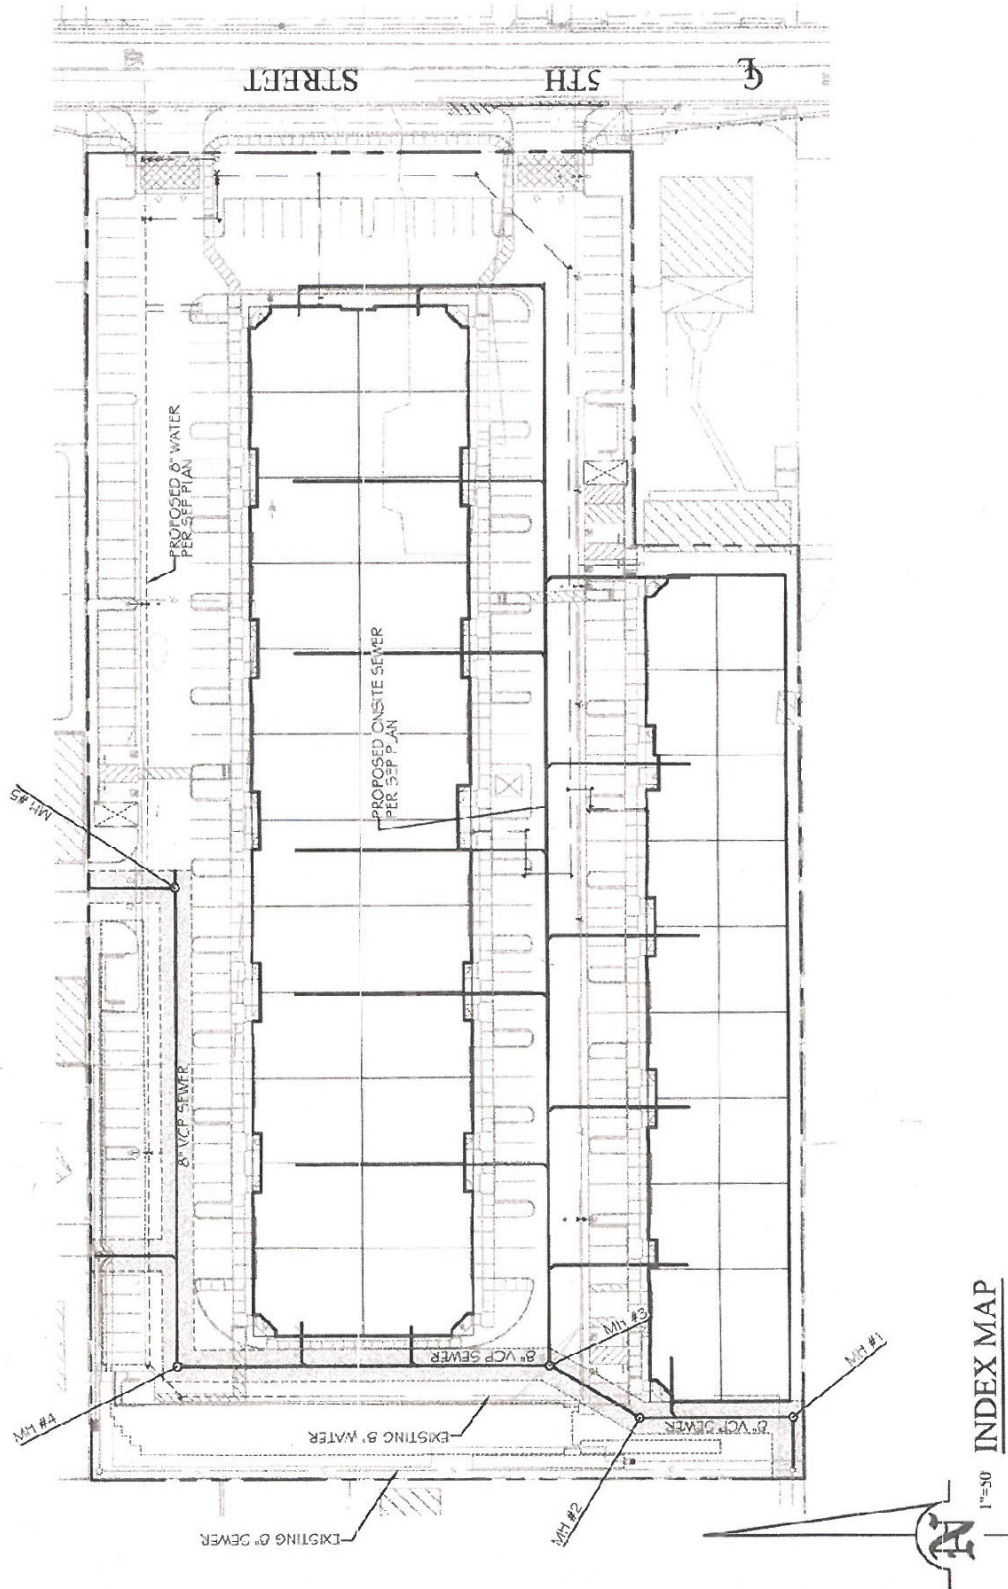 STREET
5TH
℄
PROPOSED 8" WATER
PER SEP PLAN
PROPOSED ONSITE SEWER
PER SEP PLAN
MH #5
8" VCP SEWER
8" VCP SEWER
MH #3
MH #4
EXISTING 8" WATER
8" VCP SEWER
MH #1
MH #2
EXISTING 8" SEWER
N
1"=50'
INDEX MAP